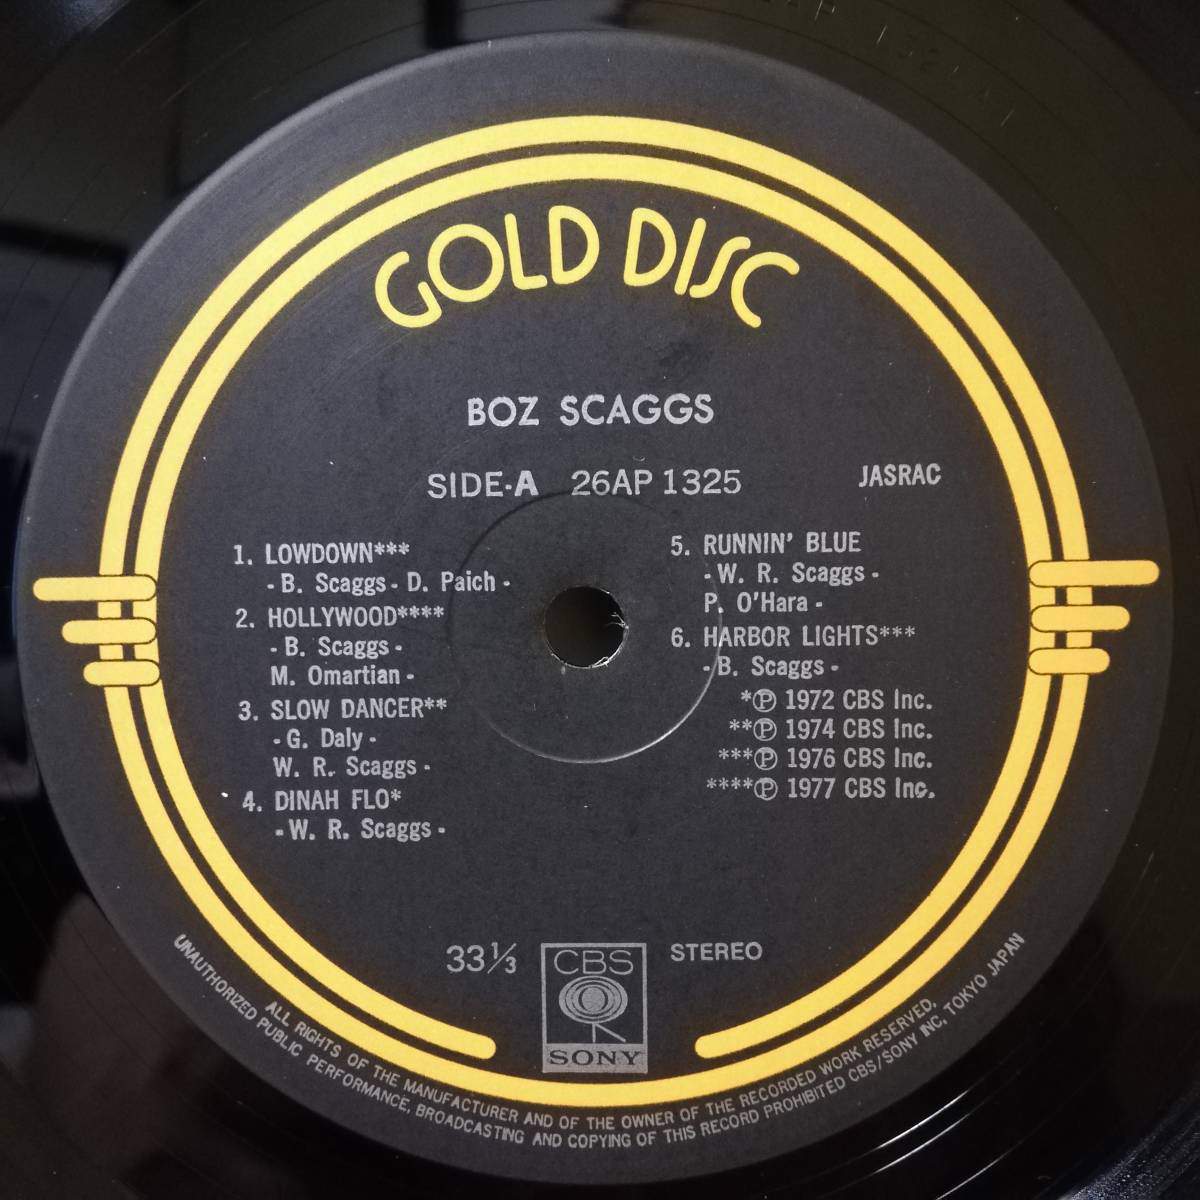 GOLD DISC
BOZ SCAGGS
SIDE-A 26AP 1325
JASRAC
1. LOWDOWN***
- B. Scaggs - D. Paich -
2. HOLLYWOOD****
- B. Scaggs -
M. Omartian -
3. SLOW DANCER**
- G. Daly -
W. R. Scaggs -
4. DINAH FLO*
- W. R. Scaggs -
5. RUNNIN' BLUE
- W. R. Scaggs -
P. O'Hara -
6. HARBOR LIGHTS***
- B. Scaggs -
*Ⓟ 1972 CBS Inc.
**Ⓟ 1974 CBS Inc.
***Ⓟ 1976 CBS Inc.
****Ⓟ 1977 CBS Inc.
33⅓
CBS
SONY
STEREO
ALL RIGHTS OF THE MANUFACTURER AND OF THE OWNER OF THE RECORDED WORK RESERVED.
UNAUTHORIZED PUBLIC PERFORMANCE, BROADCASTING AND COPYING OF THIS RECORD PROHIBITED CBS/SONY INC. TOKYO JAPAN